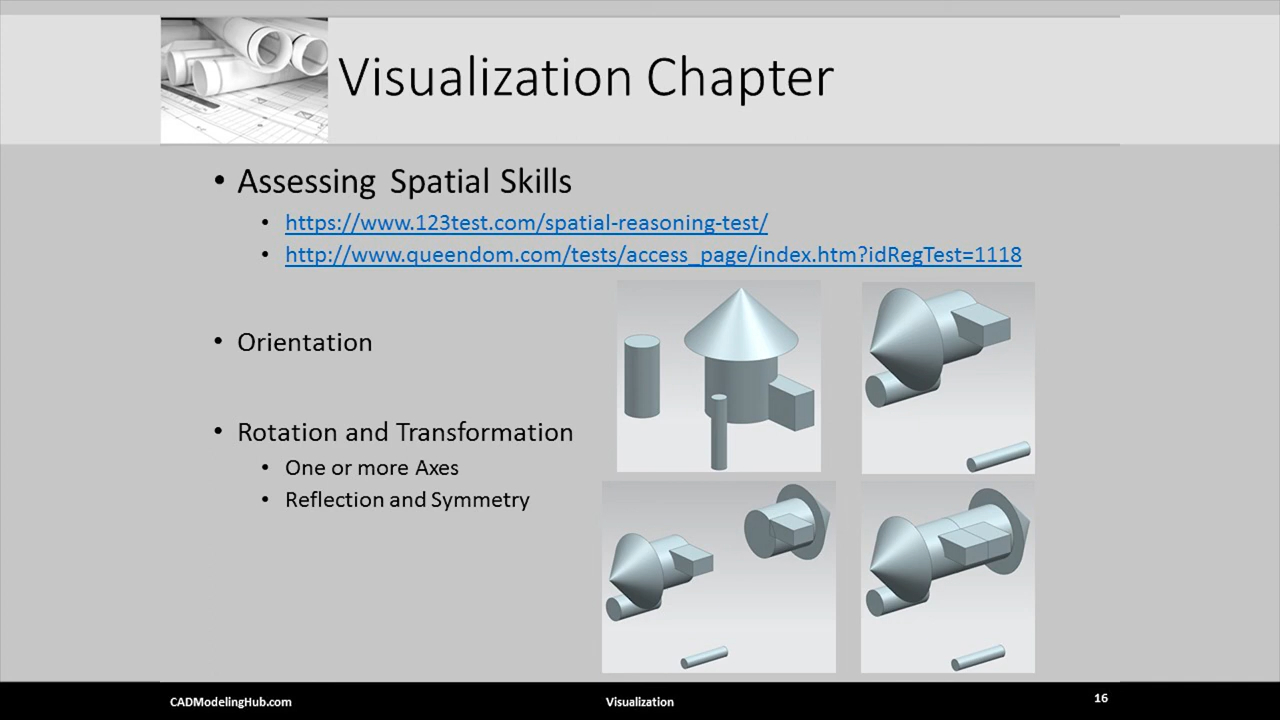 Visualization Chapter
• Assessing Spatial Skills
• https://www.123test.com/spatial-reasoning-test/
• http://www.queendom.com/tests/access_page/index.htm?idRegTest=1118
• Orientation
• Rotation and Transformation
• One or more Axes
• Reflection and Symmetry
CADModelingHub.com
Visualization
16